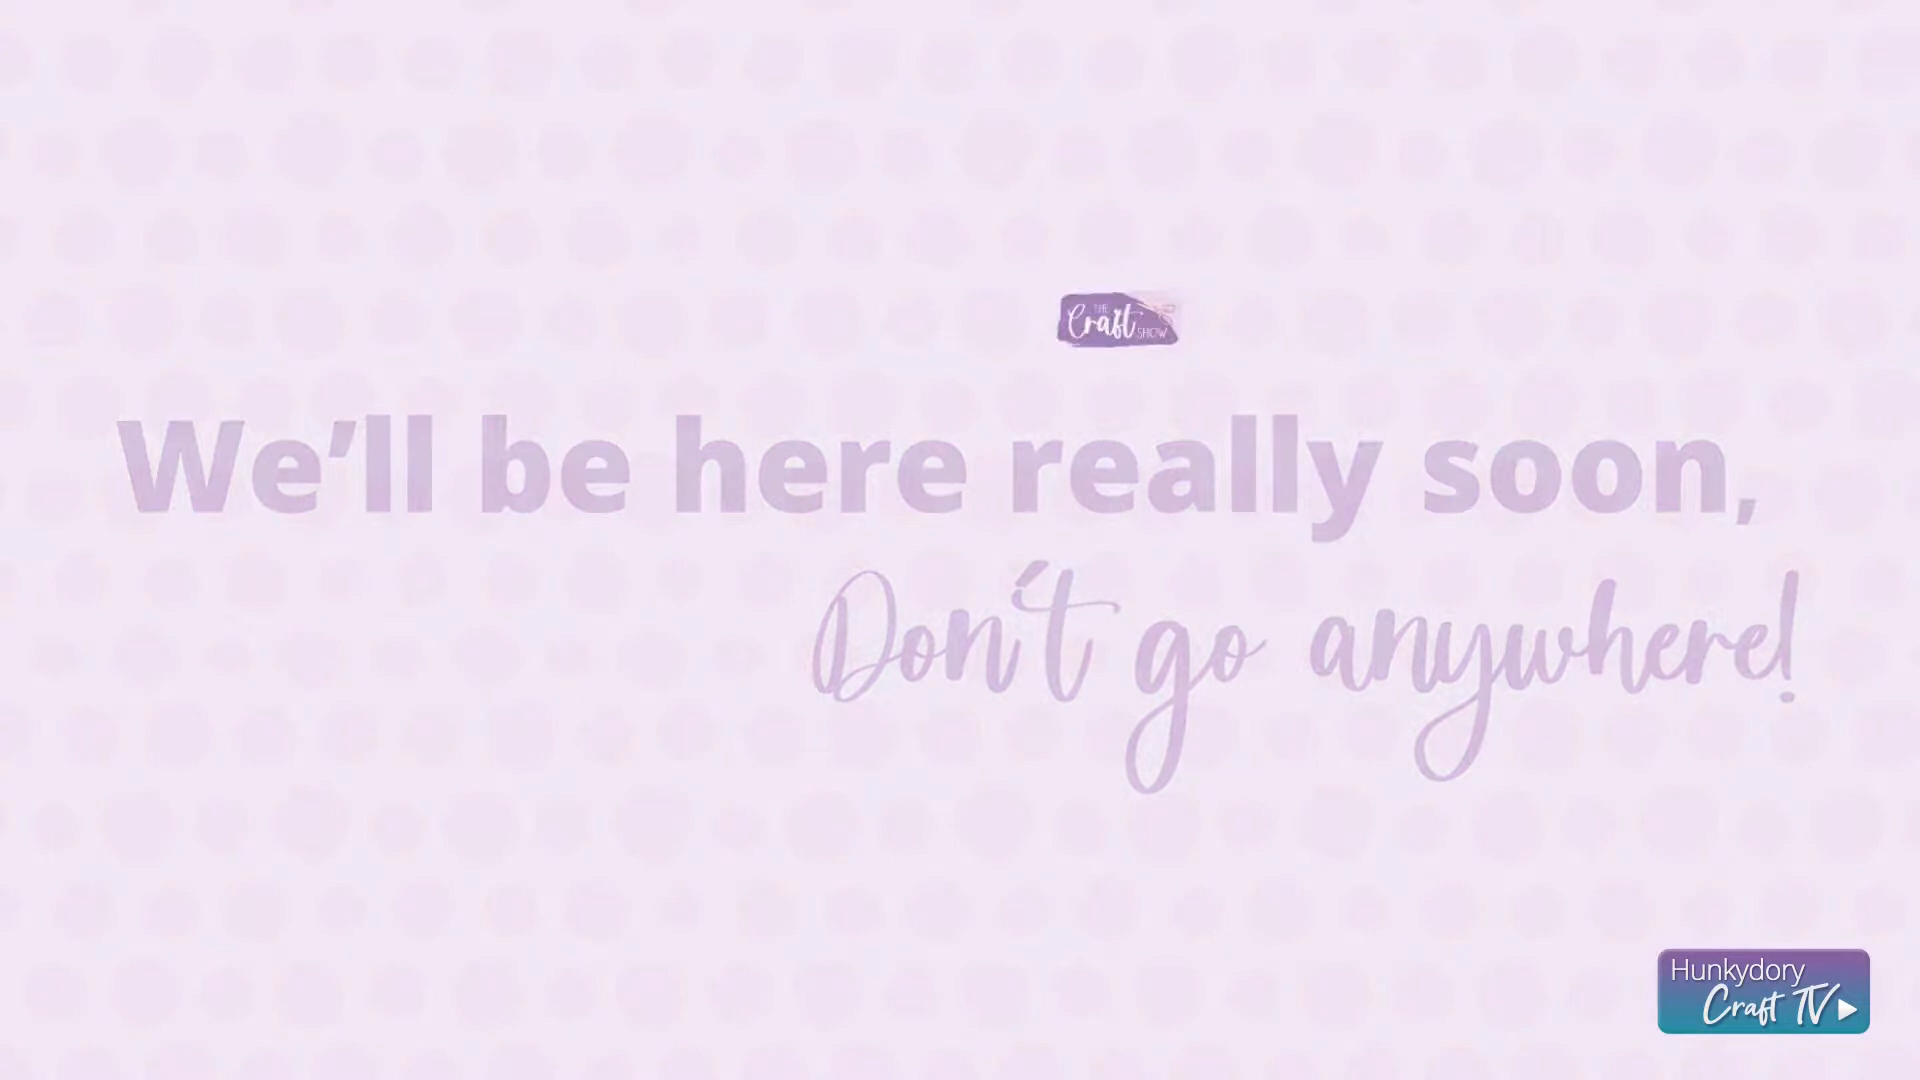 THE
Craft SHOW
We’ll be here really soon,
Don't go anywhere!
Hunkydory
Craft TV